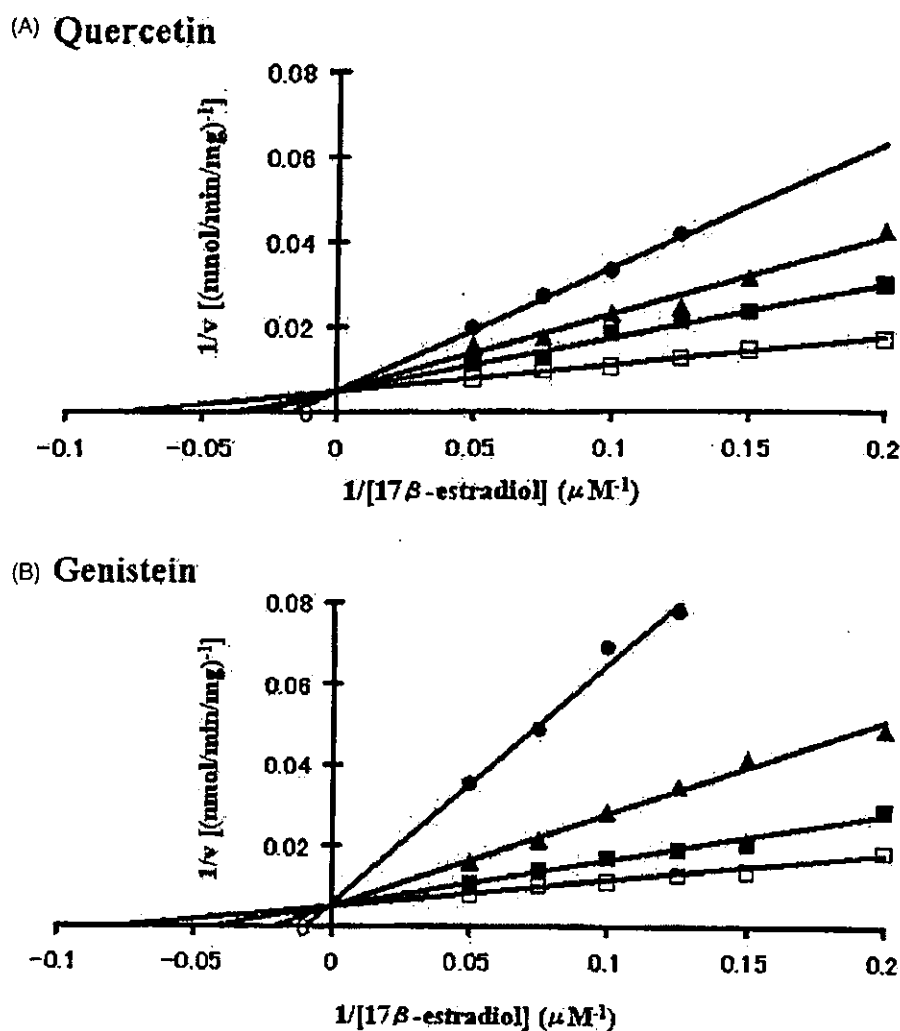 (A) Quercetin
0.08
0.06
0.04
0.02
0
1/v [(nmol/min/mg)⁻¹]
-0.1 -0.05 0 0.05 0.1 0.15 0.2
1/[17β-estradiol] (μM⁻¹)
(B) Genistein
0.08
0.06
0.04
0.02
0
1/v [(nmol/min/mg)⁻¹]
-0.1 -0.05 0 0.05 0.1 0.15 0.2
1/[17β-estradiol] (μM⁻¹)